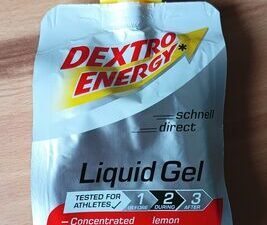 DEXTRO
ENERGY*
schnell
direct
Liquid Gel
TESTED FOR
ATHLETES ✓
1 BEFORE
2 DURING
3 AFTER
Concentrated lemon